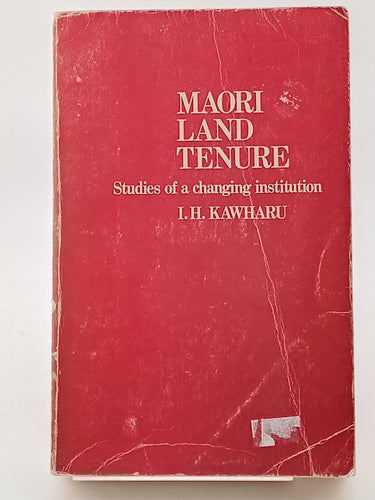 MAORI
LAND
TENURE
Studies of a changing institution
I.H. KAWHARU